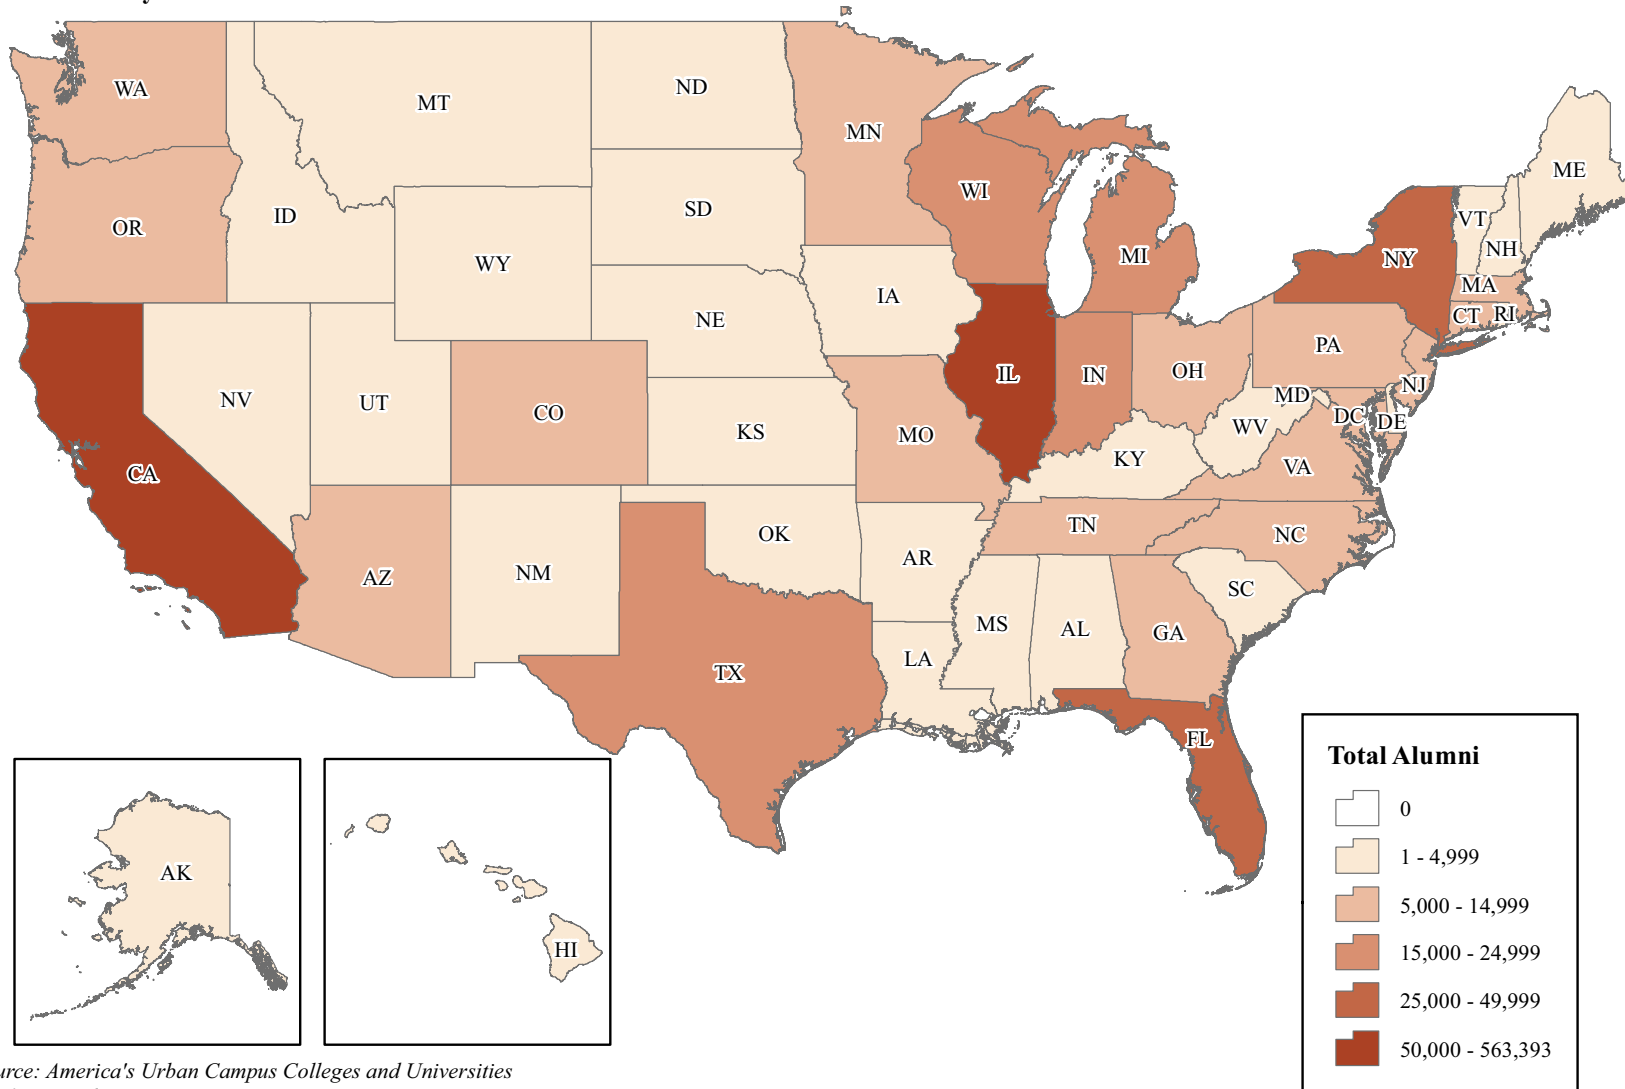 WA
MT
ND
MN
ME
OR
ID
SD
WI
VT
NH
WY
MI
NY
MA
IA
CT
RI
NE
PA
NV
UT
CO
IL
IN
OH
NJ
MD
DC
DE
KS
MO
WV
CA
KY
VA
AZ
NM
OK
AR
TN
NC
SC
MS
AL
GA
LA
TX
FL
AK
HI
Total Alumni
0
1 - 4,999
5,000 - 14,999
15,000 - 24,999
25,000 - 49,999
50,000 - 563,393
urce: America's Urban Campus Colleges and Universities